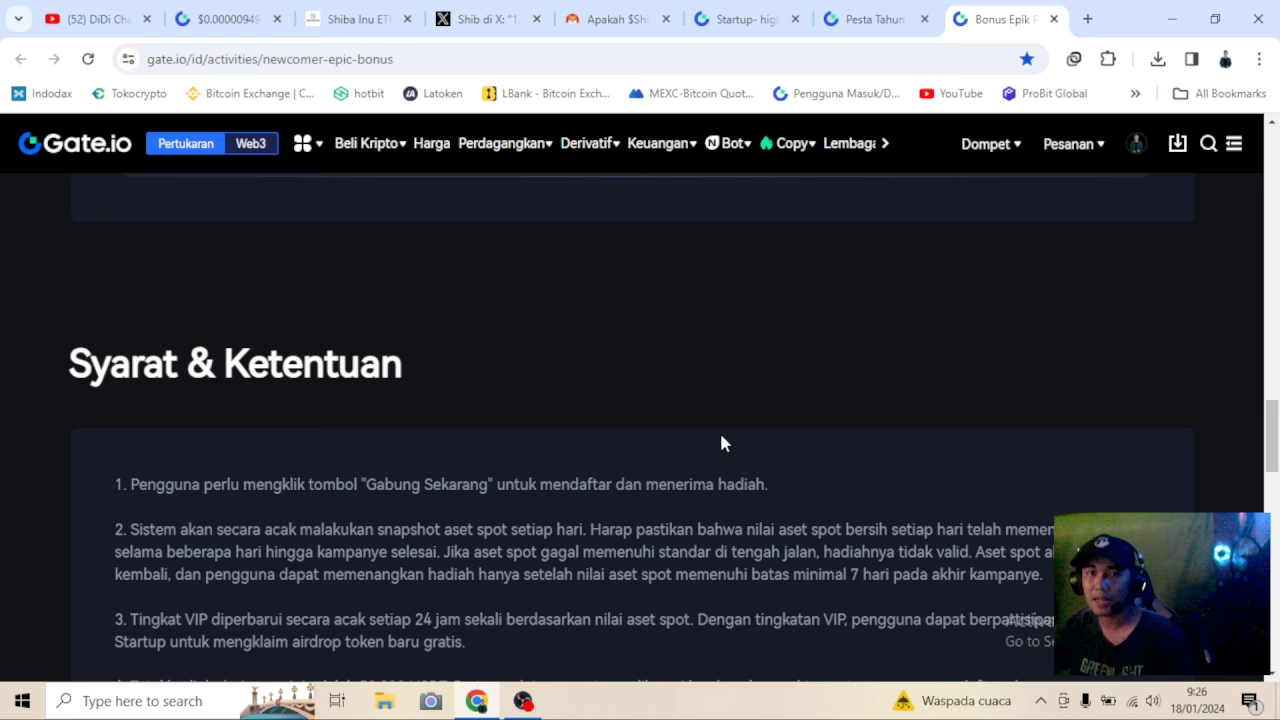 (52) DiDi Ch
$0.00000949
Shiba Inu ET
Shib di X: "1
Apakah $Shi
Startup- hig
Pesta Tahun
Bonus Epik P
gate.io/id/activities/newcomer-epic-bonus
Indodax
Tokocrypto
Bitcoin Exchange | C...
hotbit
Latoken
LBank - Bitcoin Exch...
MEXC-Bitcoin Quot...
Pengguna Masuk/D...
YouTube
ProBit Global
All Bookmarks
Gate.io
Pertukaran
Web3
Beli Kripto
Harga
Perdagangan
Derivatif
Keuangan
Bot
Copy
Lembaga
Dompet
Pesanan
Syarat & Ketentuan
1. Pengguna perlu mengklik tombol "Gabung Sekarang" untuk mendaftar dan menerima hadiah.
2. Sistem akan secara acak malakukan snapshot aset spot setiap hari. Harap pastikan bahwa nilai aset spot bersih setiap hari telah memen
selama beberapa hari hingga kampanye selesai. Jika aset spot gagal memenuhi standar di tengah jalan, hadiahnya tidak valid. Aset spot a
kembali, dan pengguna dapat memenangkan hadiah hanya setelah nilai aset spot memenuhi batas minimal 7 hari pada akhir kampanye.
3. Tingkat VIP diperbarui secara acak setiap 24 jam sekali berdasarkan nilai aset spot. Dengan tingkatan VIP, pengguna dapat
Startup untuk mengklaim airdrop token baru gratis.
Go to Se
Type here to search
Waspada cuaca
9:26
18/01/2024